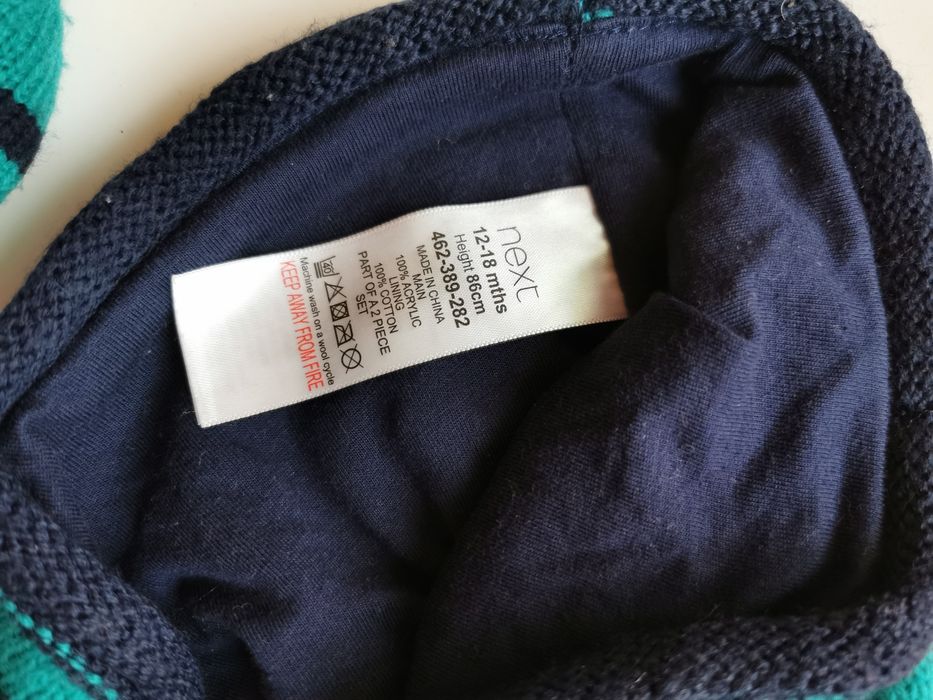 next
12-18 mths
Height 86cm
462-389-282
MADE IN CHINA
MAIN
100% ACRYLIC
LINING
100% COTTON
PART OF A 2 PIECE
SET
40
Machine wash on a wool cycle
KEEP AWAY FROM FIRE